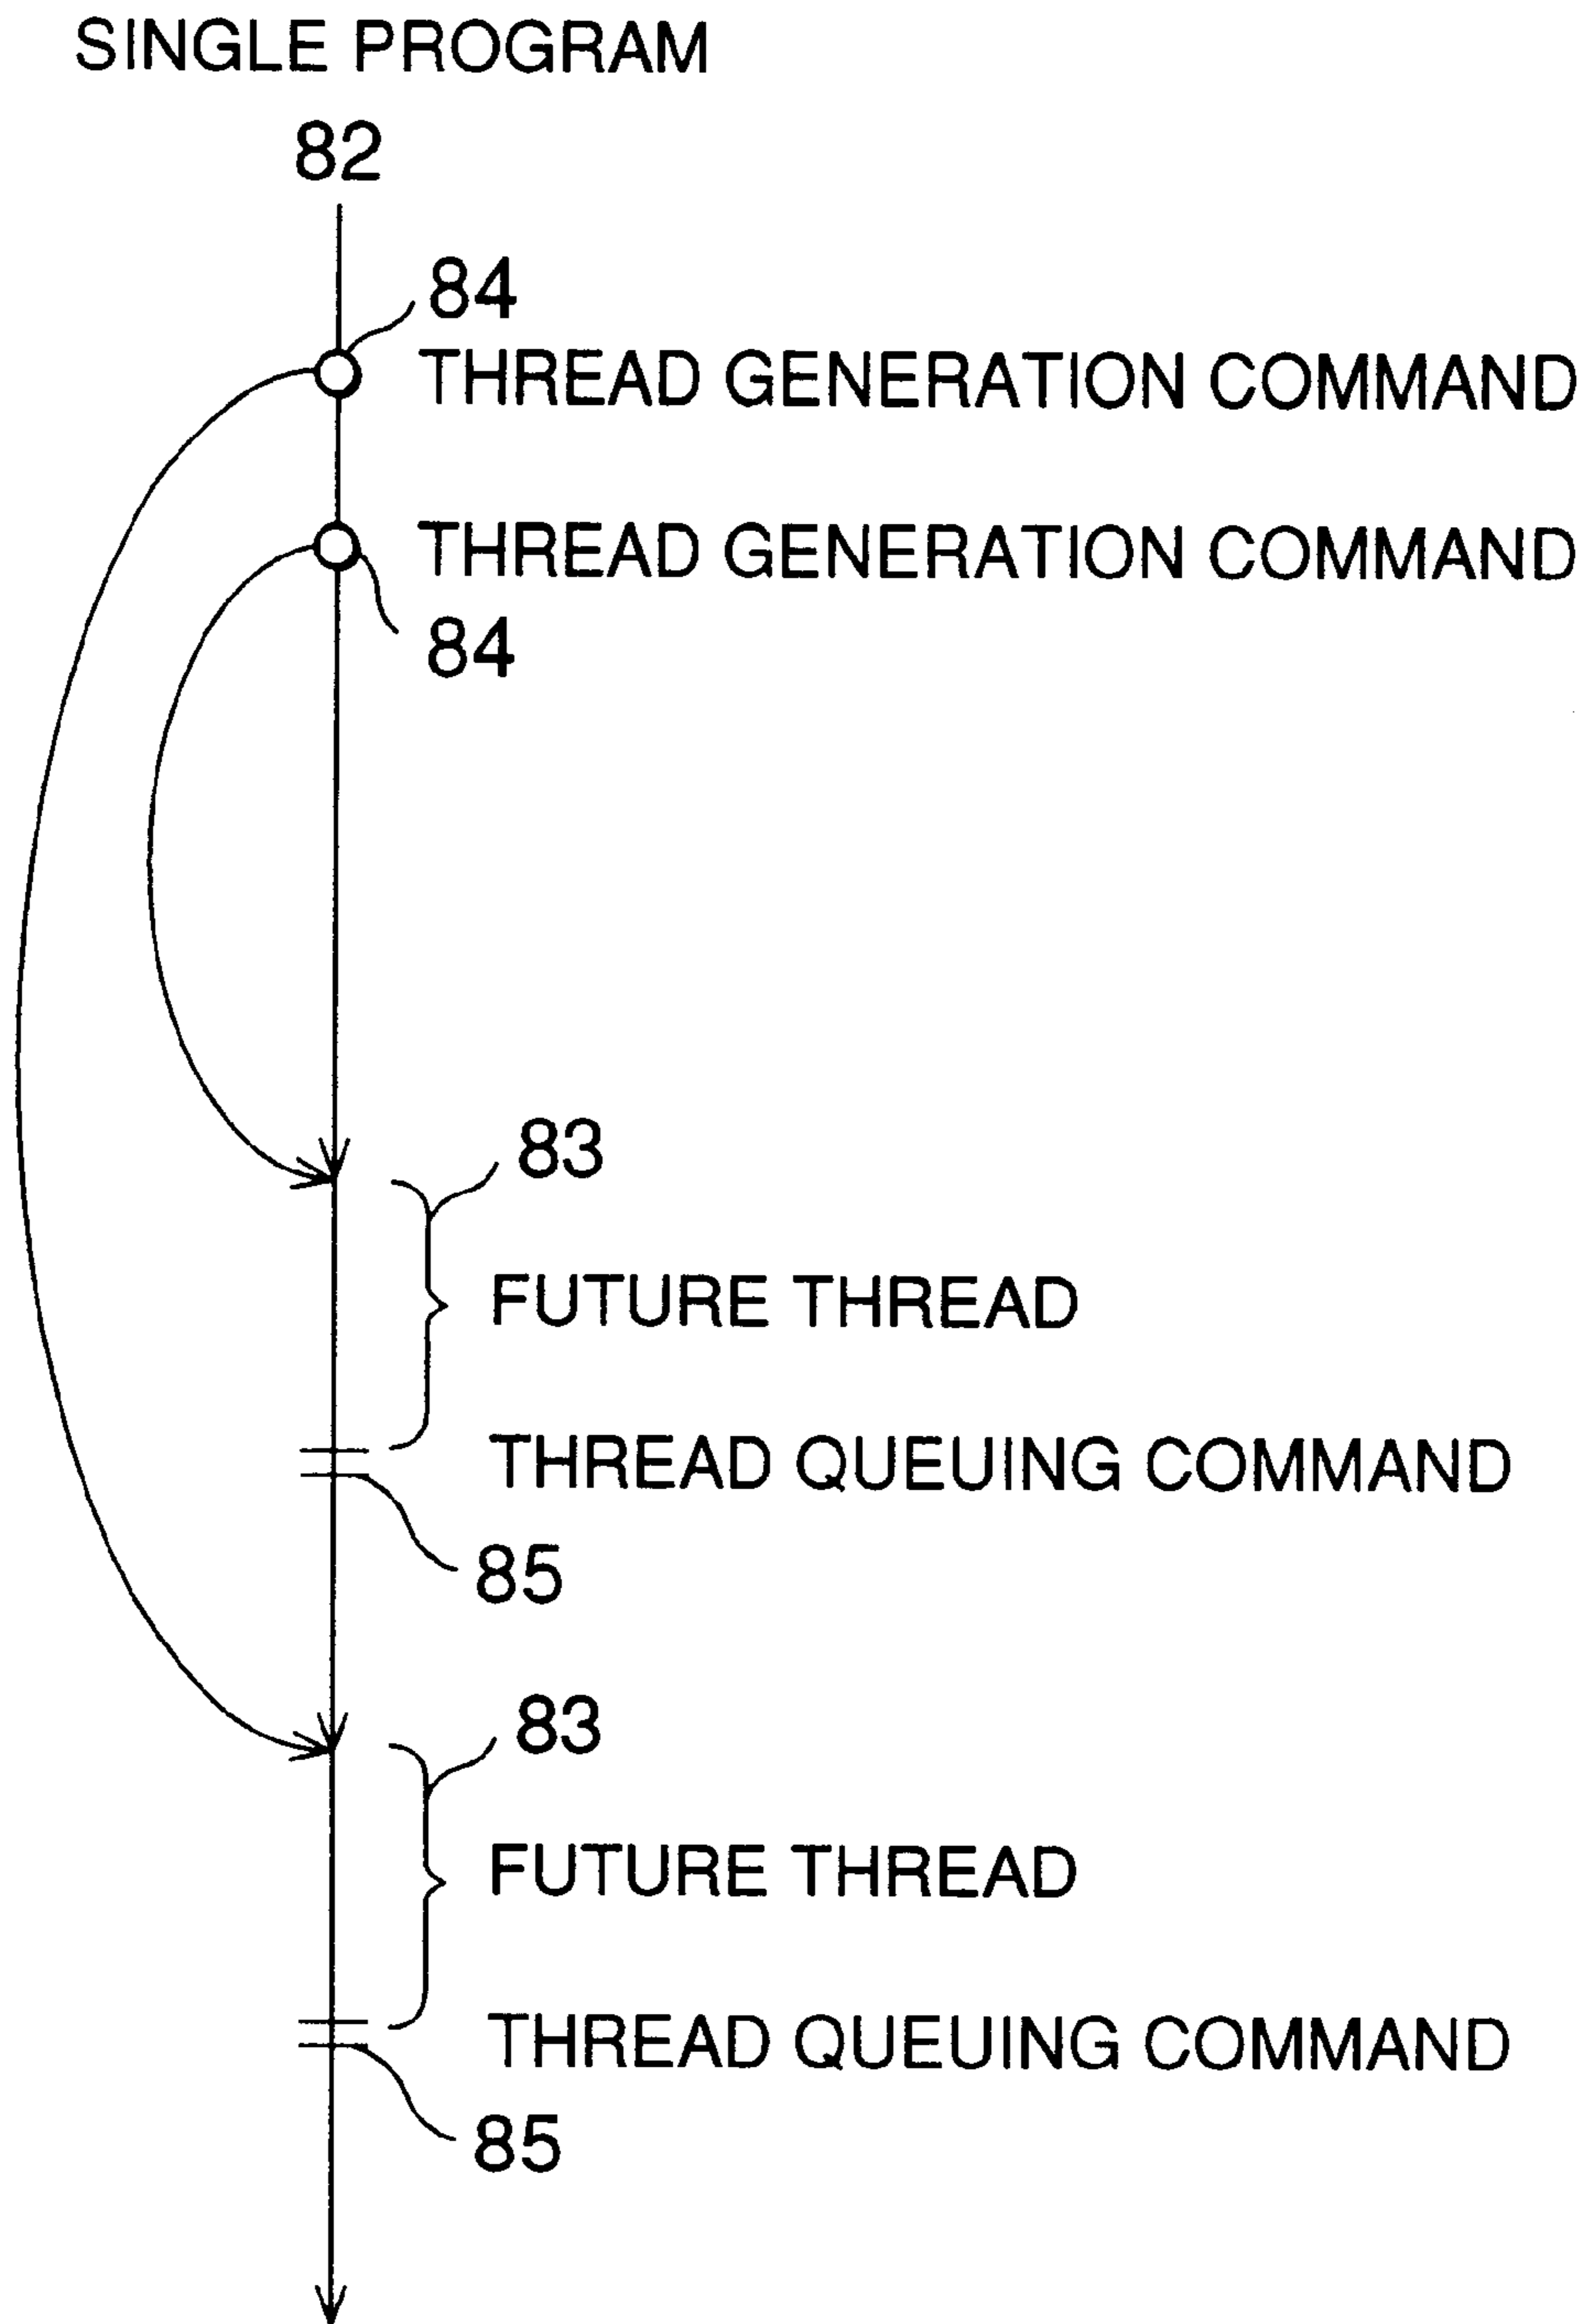 SINGLE PROGRAM
82
84
THREAD GENERATION COMMAND
THREAD GENERATION COMMAND
84
83
FUTURE THREAD
THREAD QUEUING COMMAND
85
83
FUTURE THREAD
THREAD QUEUING COMMAND
85